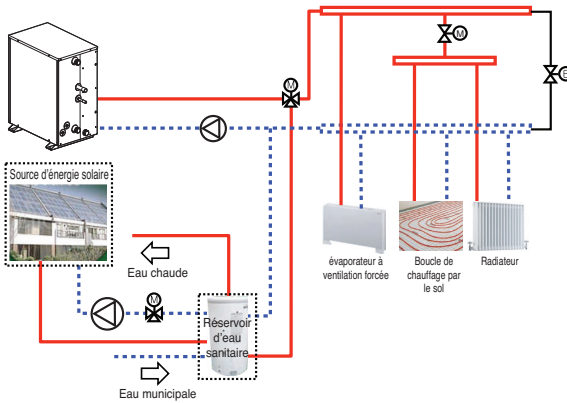 M
B
M
Source d'énergie solaire
Eau chaude
évaporateur à
ventilation forcée
Boucle de
chauffage par
le sol
Radiateur
M
Réservoir
d'eau
sanitaire
Eau municipale